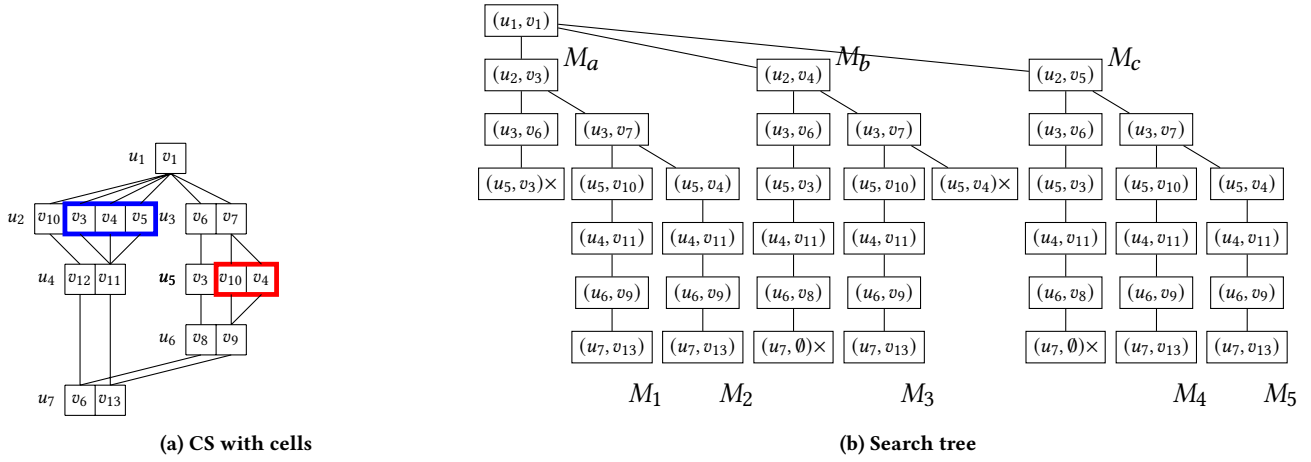 u₁ v₁
u₂ v₁₀ v₃ v₄ v₅ u₃ v₆ v₇
u₄ v₁₂ v₁₁ u₅ v₃ v₁₀ v₄
u₆ v₈ v₉
u₇ v₆ v₁₃
(a) CS with cells
(u₁, v₁)
(u₂, v₃) Mₐ (u₂, v₄) M_b (u₂, v₅) M_c
(u₃, v₆) (u₃, v₇) (u₃, v₆) (u₃, v₇) (u₃, v₆) (u₃, v₇)
(u₅, v₃)× (u₅, v₁₀) (u₅, v₄) (u₅, v₃) (u₅, v₁₀) (u₅, v₄)× (u₅, v₃) (u₅, v₁₀) (u₅, v₄)
(u₄, v₁₁) (u₄, v₁₁) (u₄, v₁₁) (u₄, v₁₁) (u₄, v₁₁) (u₄, v₁₁) (u₄, v₁₁)
(u₆, v₉) (u₆, v₉) (u₆, v₈) (u₆, v₉) (u₆, v₈) (u₆, v₉) (u₆, v₉)
(u₇, v₁₃) (u₇, v₁₃) (u₇, ∅)× (u₇, v₁₃) (u₇, ∅)× (u₇, v₁₃) (u₇, v₁₃)
M₁ M₂ M₃ M₄ M₅
(b) Search tree